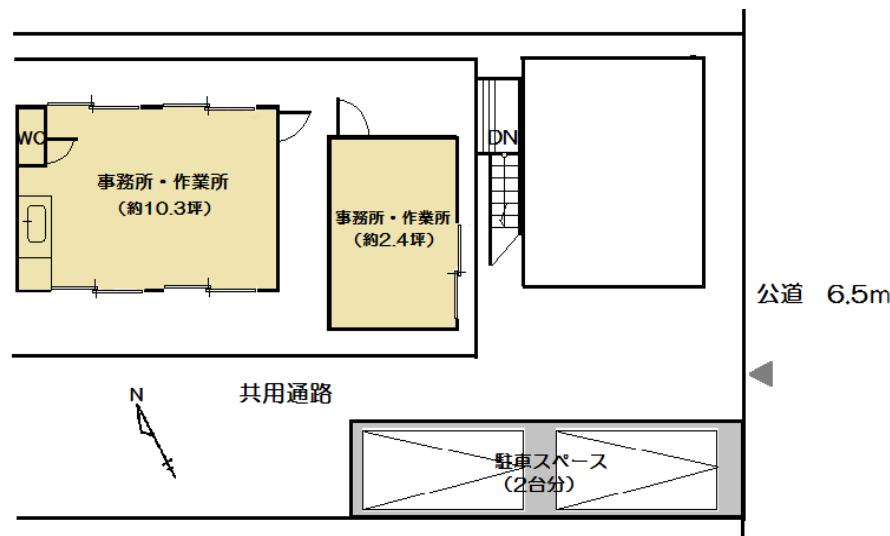 WC
DN
事務所・作業所
（約10.3坪）
事務所・作業所
（約2.4坪）
公道　6.5m
N
共用通路
駐車スペース
（2台分）